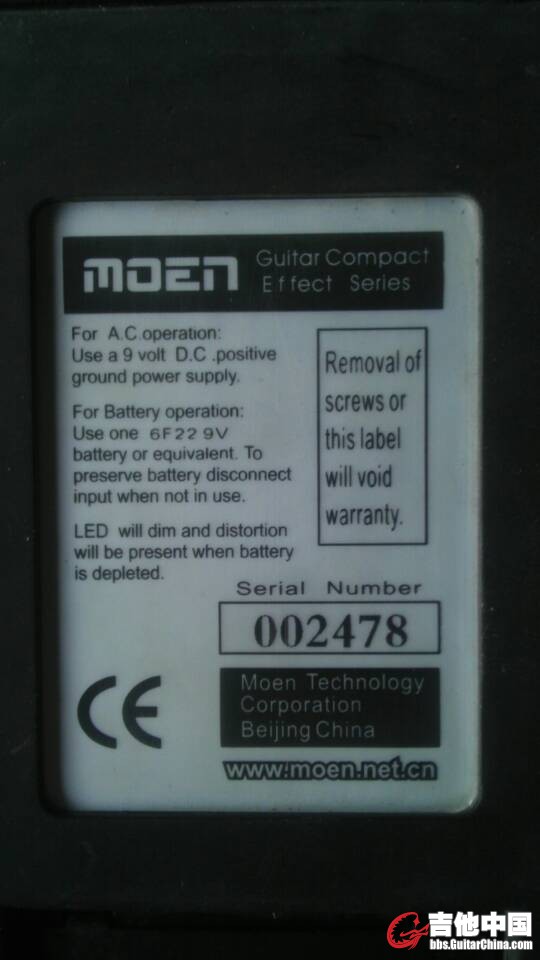 MOEN
Guitar Compact
Effect Series
For A.C.operation:
Use a 9 volt D.C .positive
ground power supply.
For Battery operation:
Use one 6F22 9V
battery or equivalent. To
preserve battery disconnect
input when not in use.
LED will dim and distortion
will be present when battery
is depleted.
Removal of
screws or
this label
will void
warranty.
Serial Number
002478
CE
Moen Technology
Corporation
Beijing China
www.moen.net.cn
吉他中国
bbs.GuitarChina.com